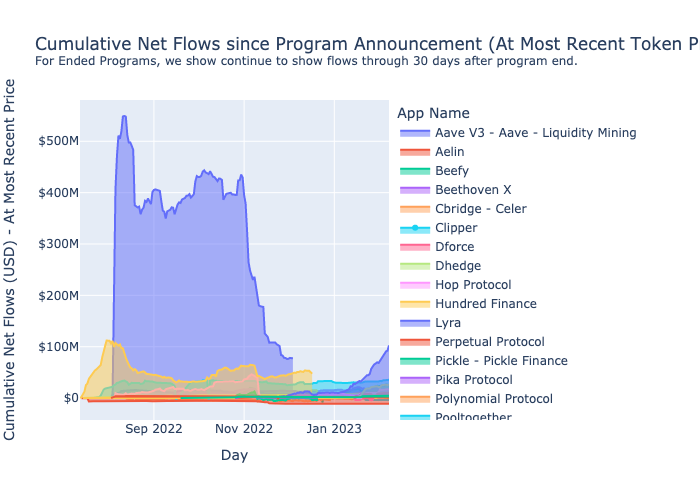 Cumulative Net Flows since Program Announcement (At Most Recent Token P
For Ended Programs, we show continue to show flows through 30 days after program end.
Cumulative Net Flows (USD) - At Most Recent Price
$500M
$400M
$300M
$200M
$100M
$0
Sep 2022
Nov 2022
Jan 2023
Day
App Name
Aave V3 - Aave - Liquidity Mining
Aelin
Beefy
Beethoven X
Cbridge - Celer
Clipper
Dforce
Dhedge
Hop Protocol
Hundred Finance
Lyra
Perpetual Protocol
Pickle - Pickle Finance
Pika Protocol
Polynomial Protocol
Pooltogether